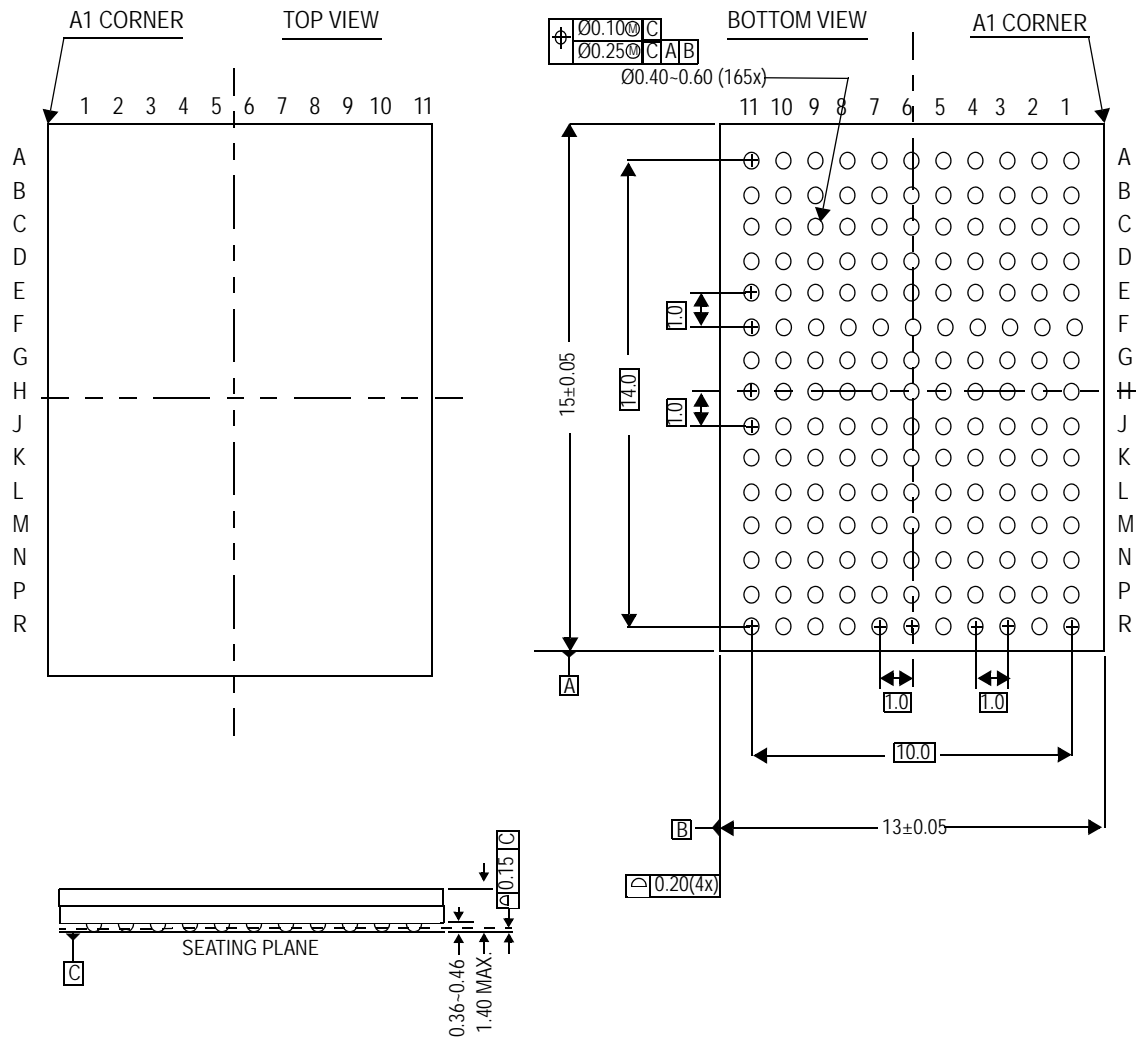 A1 CORNER
TOP VIEW
BOTTOM VIEW
A1 CORNER
Ø0.10Ⓜ C
Ø0.25Ⓜ C A B
Ø0.40~0.60 (165x)
1 2 3 4 5 6 7 8 9 10 11
11 10 9 8 7 6 5 4 3 2 1
A
B
C
D
E
F
G
H
J
K
L
M
N
P
R
A
B
C
D
E
F
G
H
J
K
L
M
N
P
R
15±0.05
14.0
1.0
1.0
A
1.0
1.0
10.0
B
13±0.05
0.20(4x)
0.15 C
SEATING PLANE
C
0.36~0.46
1.40 MAX.